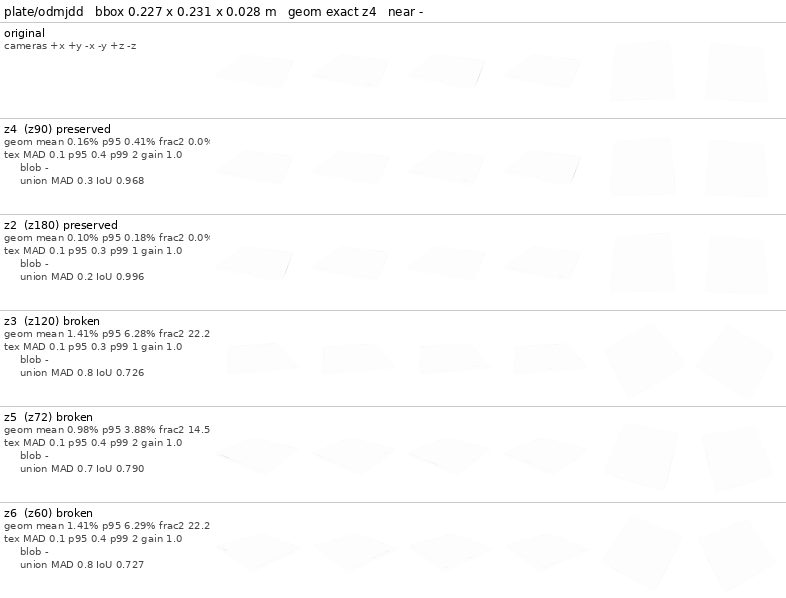 plate/odmjdd bbox 0.227 x 0.231 x 0.028 m geom exact z4 near -
original
cameras +x +y -x -y +z -z
z4 (z90) preserved
geom mean 0.16% p95 0.41% frac2 0.0%
tex MAD 0.1 p95 0.4 p99 2 gain 1.0
blob -
union MAD 0.3 IoU 0.968
z2 (z180) preserved
geom mean 0.10% p95 0.18% frac2 0.0%
tex MAD 0.1 p95 0.3 p99 1 gain 1.0
blob -
union MAD 0.2 IoU 0.996
z3 (z120) broken
geom mean 1.41% p95 6.28% frac2 22.2
tex MAD 0.1 p95 0.3 p99 1 gain 1.0
blob -
union MAD 0.8 IoU 0.726
z5 (z72) broken
geom mean 0.98% p95 3.88% frac2 14.5
tex MAD 0.1 p95 0.4 p99 2 gain 1.0
blob -
union MAD 0.7 IoU 0.790
z6 (z60) broken
geom mean 1.41% p95 6.29% frac2 22.2
tex MAD 0.1 p95 0.4 p99 2 gain 1.0
blob -
union MAD 0.8 IoU 0.727